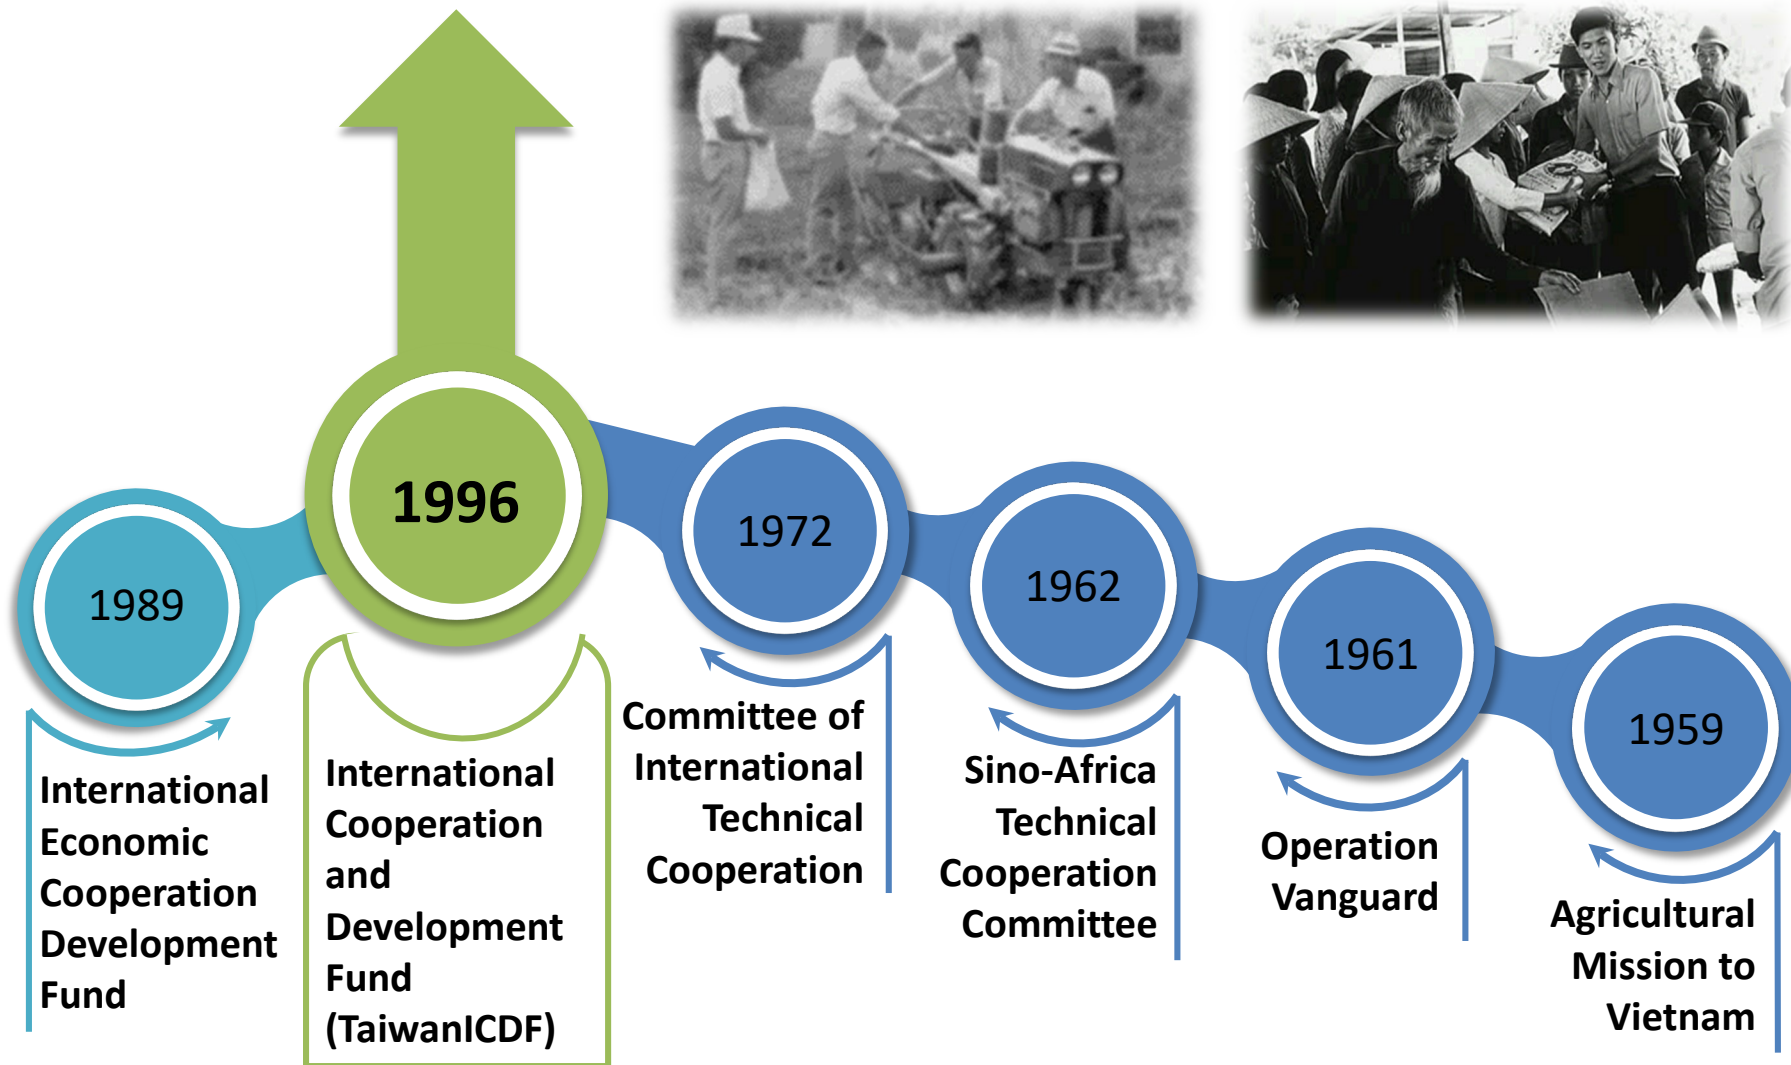 1989
International
Economic
Cooperation
Development
Fund
1996
International
Cooperation
and
Development
Fund
(TaiwanICDF)
1972
Committee of
International
Technical
Cooperation
1962
Sino-Africa
Technical
Cooperation
Committee
1961
Operation
Vanguard
1959
Agricultural
Mission to
Vietnam